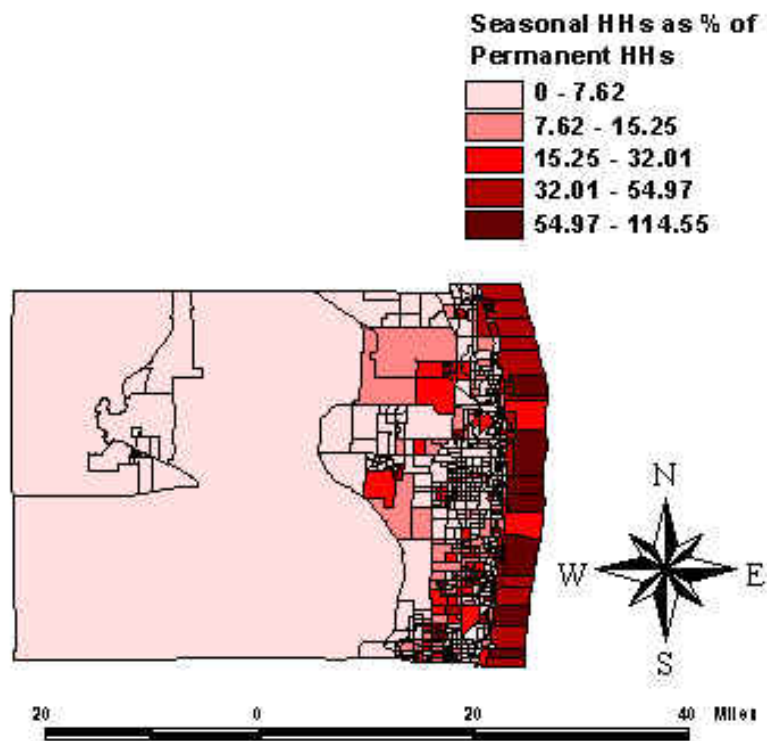 Seasonal HHs as % of
Permanent HHs
0 - 7.62
7.62 - 15.25
15.25 - 32.01
32.01 - 54.97
54.97 - 114.55
N
W E
S
20 0 20 40 Miles